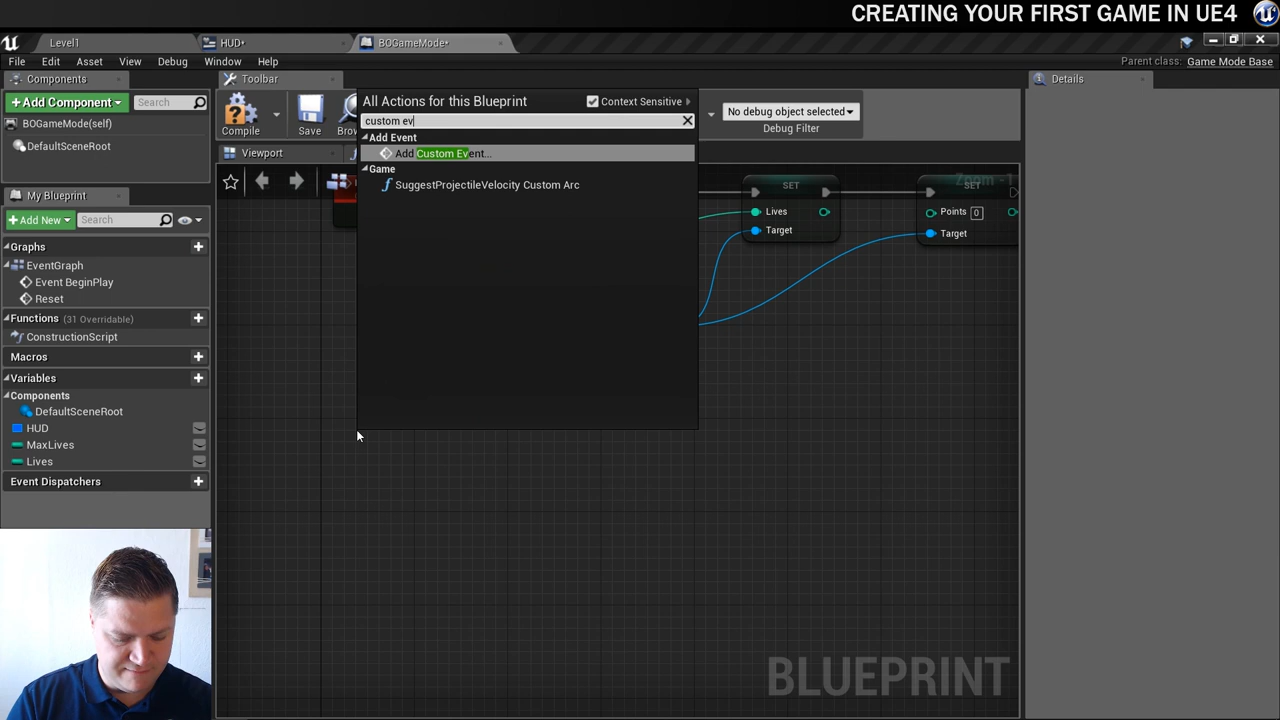 CREATING YOUR FIRST GAME IN UE4
Level1
HUD*
BOGameMode*
File
Edit
Asset
View
Debug
Window
Help
Parent class: Game Mode Base
Components
Toolbar
Details
+Add Component
Search
BOGameMode(self)
DefaultSceneRoot
Compile
Save
All Actions for this Blueprint
Context Sensitive
custom ev
Add Event
Add Custom Event...
Game
SuggestProjectileVelocity Custom Arc
No debug object selected
Debug Filter
Viewport
My Blueprint
+Add New
Search
Graphs
EventGraph
Event BeginPlay
Reset
Functions (31 Overridable)
ConstructionScript
Macros
Variables
Components
DefaultSceneRoot
HUD
MaxLives
Lives
Event Dispatchers
SET
Lives
Target
Zoom -1
SET
Points 0
Target
BLUEPRINT